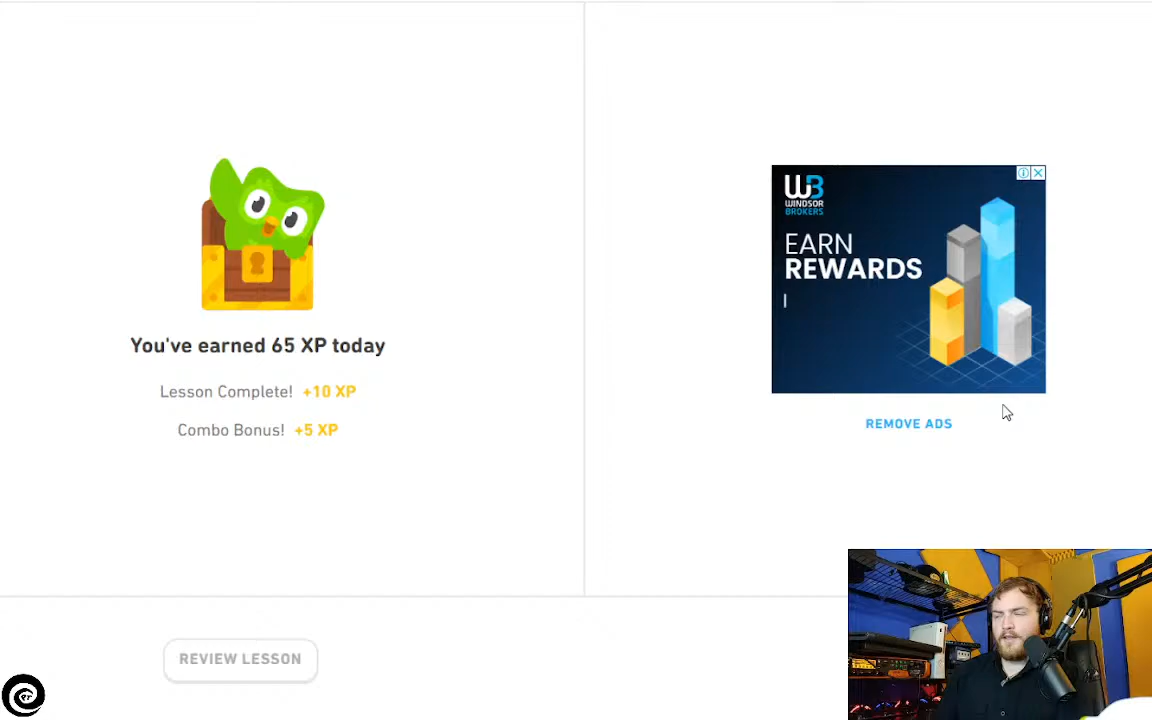 You've earned 65 XP today
Lesson Complete! +10 XP
Combo Bonus! +5 XP
WB
WINDSOR
BROKERS
EARN
REWARDS
REMOVE ADS
REVIEW LESSON